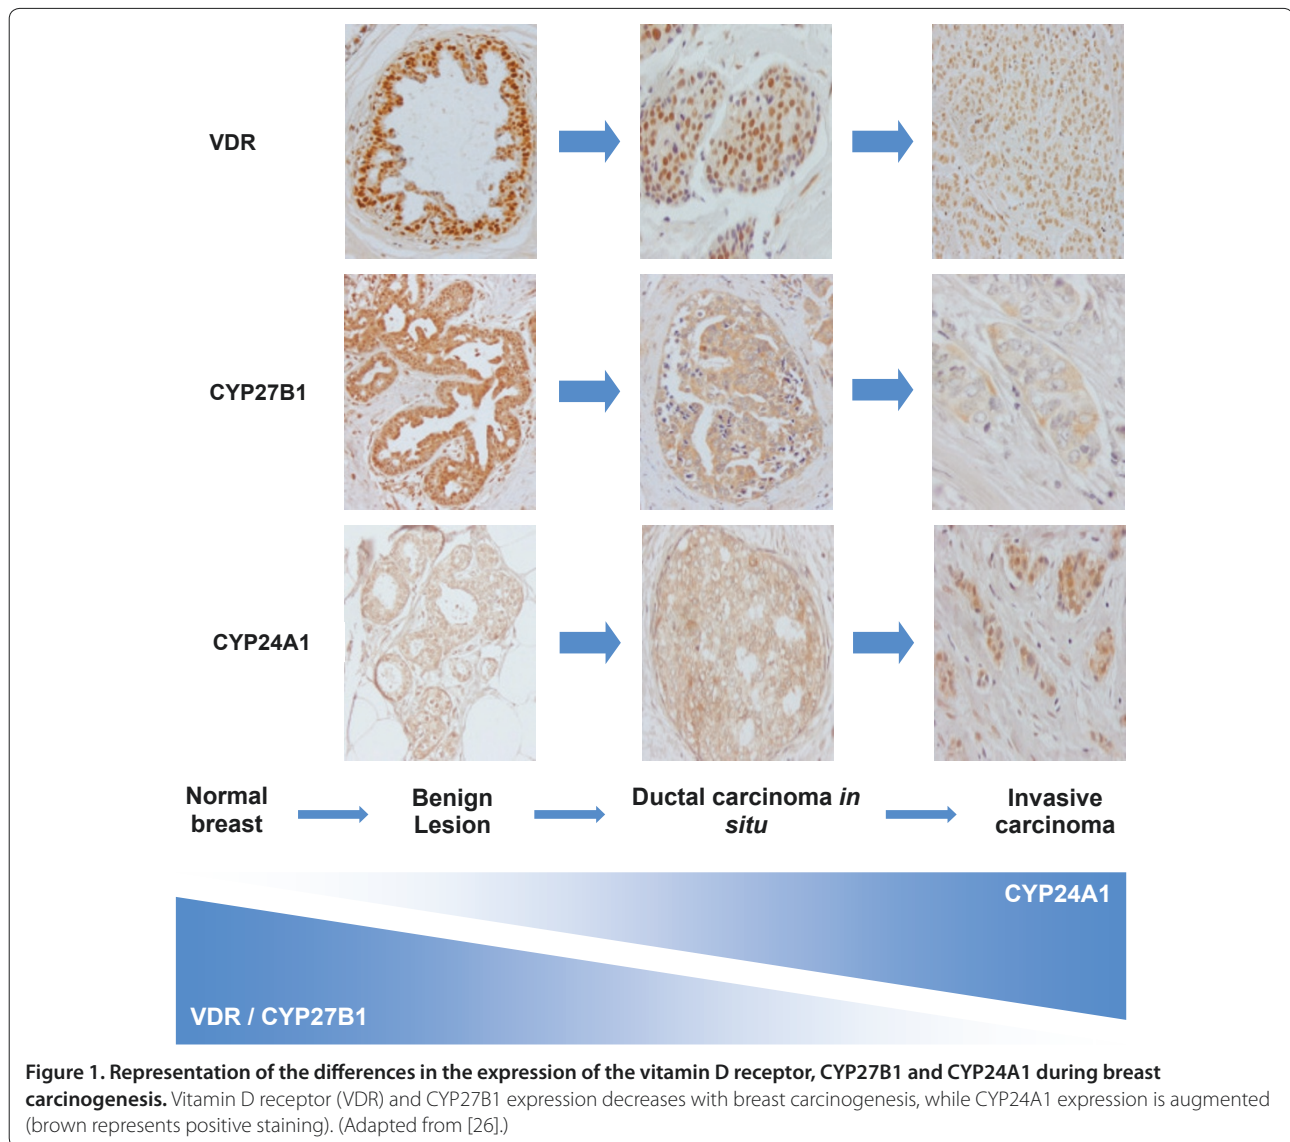 VDR
CYP27B1
CYP24A1
Normal
breast
Benign
Lesion
Ductal carcinoma in
situ
Invasive
carcinoma
CYP24A1
VDR / CYP27B1
Figure 1. Representation of the differences in the expression of the vitamin D receptor, CYP27B1 and CYP24A1 during breast
carcinogenesis. Vitamin D receptor (VDR) and CYP27B1 expression decreases with breast carcinogenesis, while CYP24A1 expression is augmented
(brown represents positive staining). (Adapted from [26].)